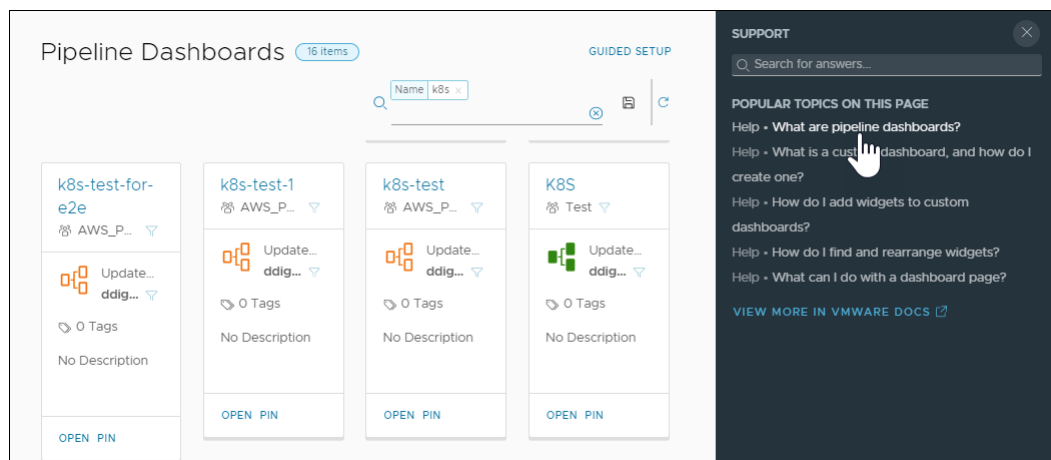 Pipeline Dashboards 16 items
GUIDED SETUP
Name k8s ×
k8s-test-for-
e2e
AWS_P...
Update...
ddig...
0 Tags
No Description
OPEN PIN
k8s-test-1
AWS_P...
Update...
ddig...
0 Tags
No Description
OPEN PIN
k8s-test
AWS_P...
Update...
ddig...
0 Tags
No Description
OPEN PIN
K8S
Test
Update...
ddig...
0 Tags
No Description
OPEN PIN
SUPPORT
Search for answers...
POPULAR TOPICS ON THIS PAGE
Help • What are pipeline dashboards?
Help • What is a dashboard, and how do I
create one?
Help • How do I add widgets to custom
dashboards?
Help • How do I find and rearrange widgets?
Help • What can I do with a dashboard page?
VIEW MORE IN VMWARE DOCS